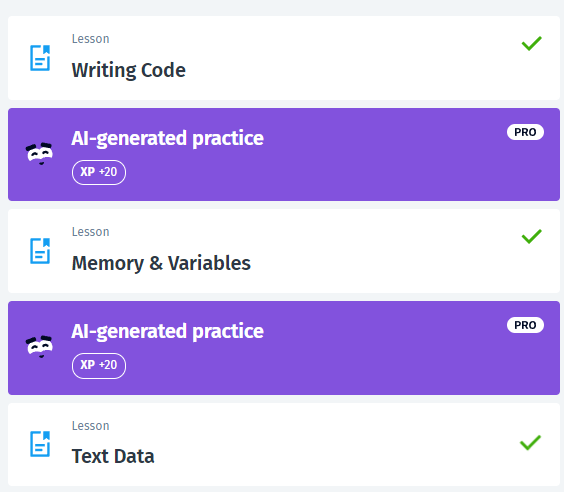 Lesson
Writing Code
AI-generated practice
PRO
XP +20
Lesson
Memory & Variables
AI-generated practice
PRO
XP +20
Lesson
Text Data